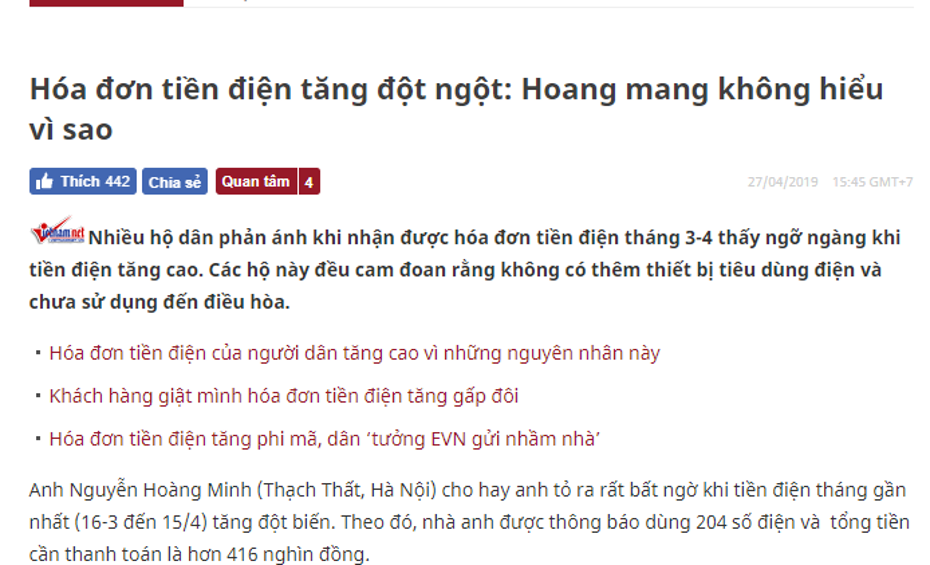 Hóa đơn tiền điện tăng đột ngột: Hoang mang không hiểu
vì sao
Thích 442 Chia sẻ Quan tâm 4 27/04/2019 15:45 GMT+7
Vietnamnet Nhiều hộ dân phản ánh khi nhận được hóa đơn tiền điện tháng 3-4 thấy ngỡ ngàng khi
tiền điện tăng cao. Các hộ này đều cam đoan rằng không có thêm thiết bị tiêu dùng điện và
chưa sử dụng đến điều hòa.
▪ Hóa đơn tiền điện của người dân tăng cao vì những nguyên nhân này
▪ Khách hàng giật mình hóa đơn tiền điện tăng gấp đôi
▪ Hóa đơn tiền điện tăng phi mã, dân ‘tưởng EVN gửi nhầm nhà’
Anh Nguyễn Hoàng Minh (Thạch Thất, Hà Nội) cho hay anh tỏ ra rất bất ngờ khi tiền điện tháng gần
nhất (16-3 đến 15/4) tăng đột biến. Theo đó, nhà anh được thông báo dùng 204 số điện và tổng tiền
cần thanh toán là hơn 416 nghìn đồng.